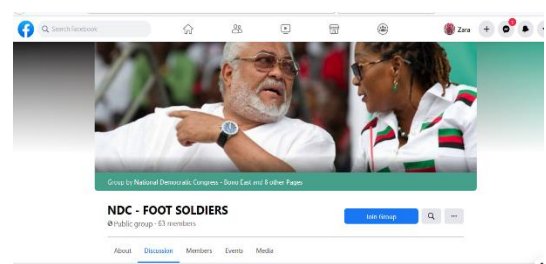 Search Facebook
Zara
Group by National Democratic Congress - Bono East and 8 other Pages
NDC - FOOT SOLDIERS
Public group · 63 members
Join Group
About Discussion Members Events Media